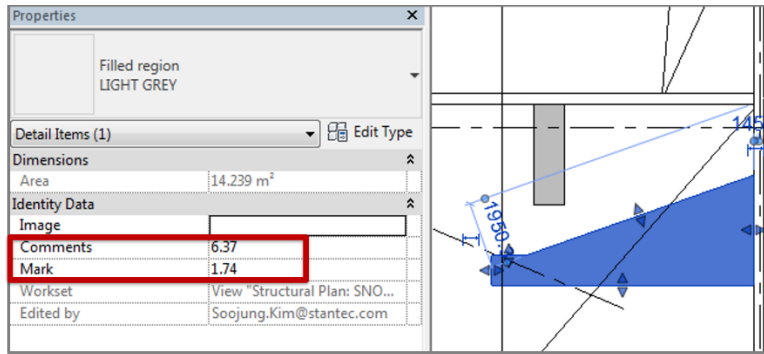 Properties
Filled region
LIGHT GREY
Detail Items (1)
Edit Type
Dimensions
Area 14.239 m²
Identity Data
Image
Comments 6.37
Mark 1.74
Workset View "Structural Plan: SNO...
Edited by Soojung.Kim@stantec.com
145
1950.